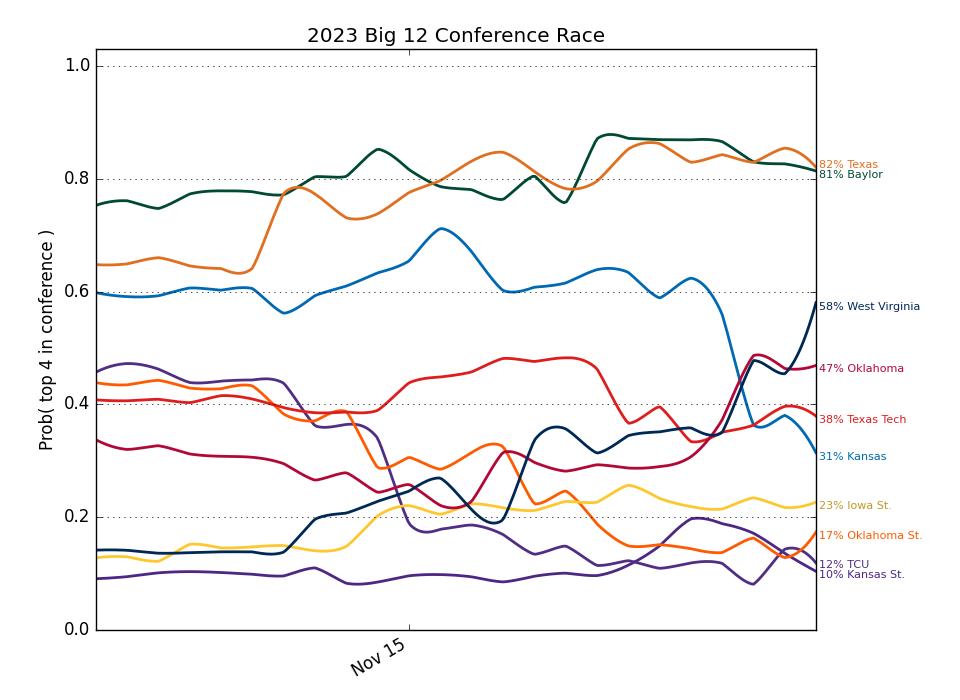 2023 Big 12 Conference Race
Prob( top 4 in conference )
1.0
0.8
0.6
0.4
0.2
0.0
Nov 15
82% Texas
81% Baylor
58% West Virginia
47% Oklahoma
38% Texas Tech
31% Kansas
23% Iowa St.
17% Oklahoma St.
12% TCU
10% Kansas St.